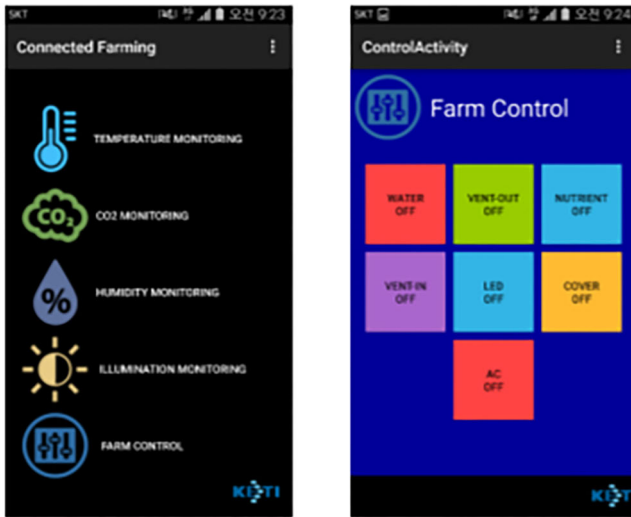 SKT 오전 9:23
Connected Farming
TEMPERATURE MONITORING
CO2
CO2 MONITORING
%
HUMIDITY MONITORING
ILLUMINATION MONITORING
FARM CONTROL
KETI
SKT 오전 9:24
ControlActivity
Farm Control
WATER
OFF
VENT-OUT
OFF
NUTRIENT
OFF
VENT-IN
OFF
LED
OFF
COVER
OFF
AC
OFF
KETI